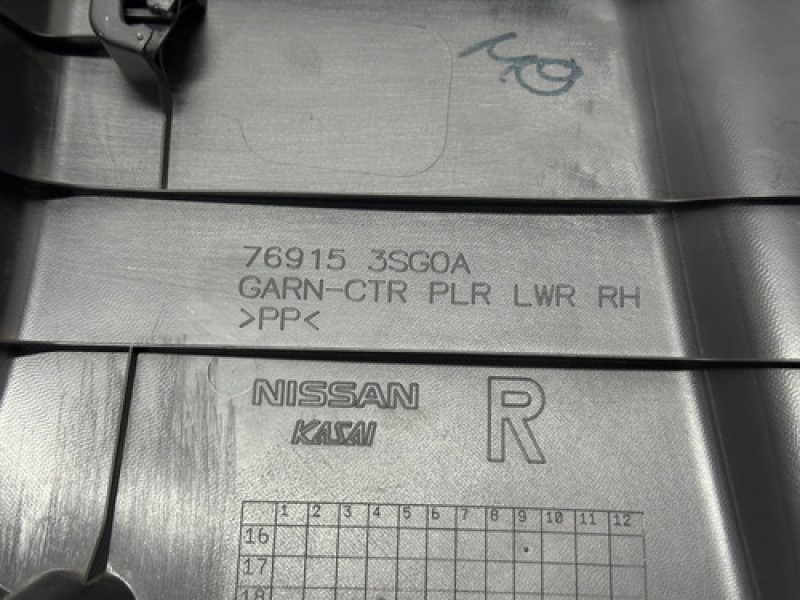 76915 3SG0A
GARN-CTR PLR LWR RH
>PP<
NISSAN
R
KASAI
1 2 3 4 5 6 7 8 9 10 11 12
16
17
18